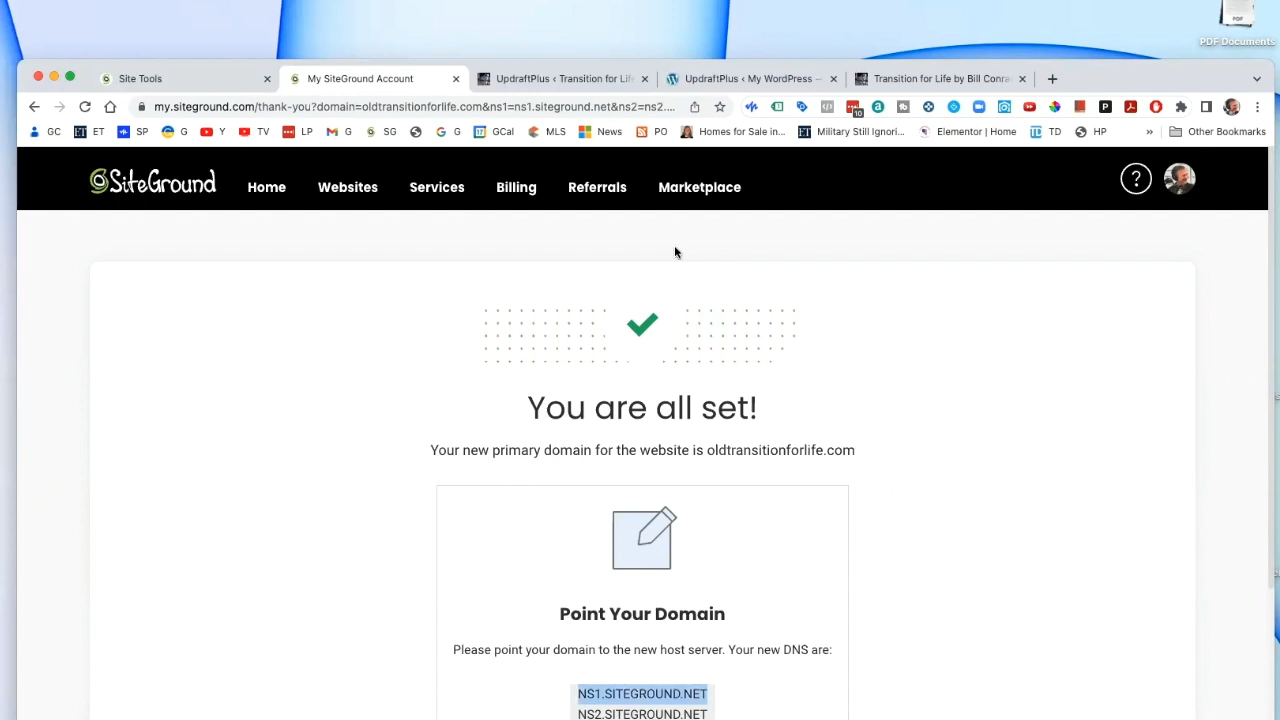 PDF
PDF Documents
Site Tools
My SiteGround Account
UpdraftPlus ‹ Transition for Life
UpdraftPlus ‹ My WordPress –
Transition for Life by Bill Conra
my.siteground.com/thank-you?domain=oldtransitionforlife.com&ns1=ns1.siteground.net&ns2=ns2....
10
GC ET SP G Y TV LP G SG G GCal MLS News PO Homes for Sale in... Military Still Ignori... Elementor | Home TD HP » Other Bookmarks
SiteGround Home Websites Services Billing Referrals Marketplace ?
You are all set!
Your new primary domain for the website is oldtransitionforlife.com
Point Your Domain
Please point your domain to the new host server. Your new DNS are:
NS1.SITEGROUND.NET
NS2.SITEGROUND.NET